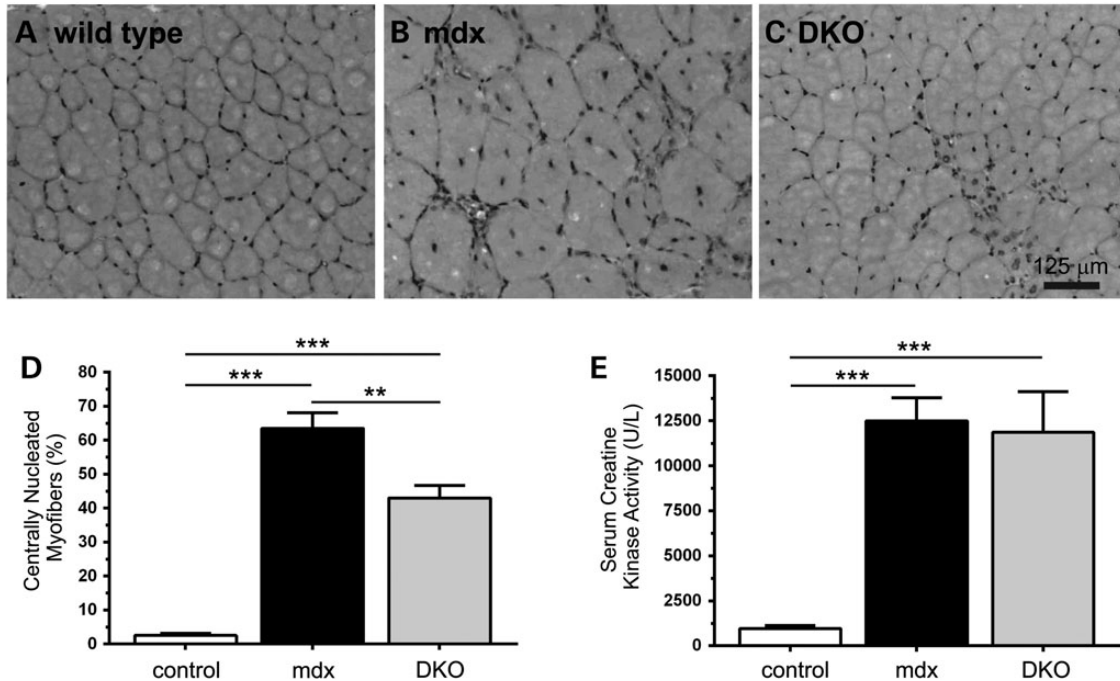 A wild type
B mdx
C DKO
125 μm
D
Centrally Nucleated
Myofibers (%)
80
70
60
50
40
30
20
10
0
***
***
**
control
mdx
DKO
E
Serum Creatine
Kinase Activity (U/L)
15000
12500
10000
7500
5000
2500
0
***
***
control
mdx
DKO